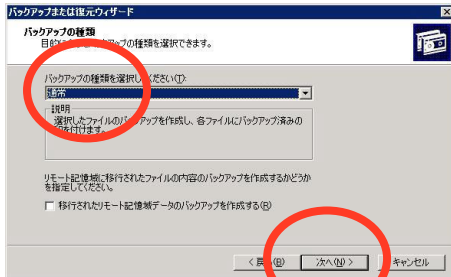 バックアップまたは復元ウィザード
バックアップの種類
バックアップの種類を選択できます。
バックアップの種類を選択してください(T):
通常
説明
選択したファイルのバックアップを作成し、各ファイルにバックアップ済みの
を付けます。
リモート記憶域に移行されたファイルの内容のバックアップを作成するかどうか
を指定してください。
移行されたリモート記憶域データのバックアップを作成する(R)
< 戻る(B)
次へ(N) >
キャンセル